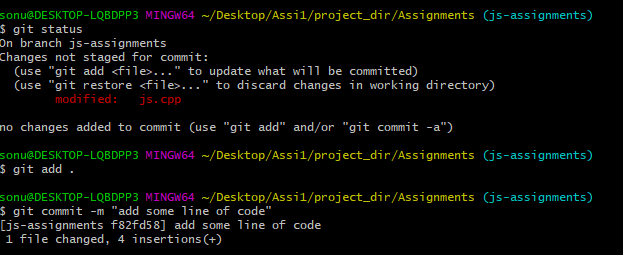 sonu@DESKTOP-LQBDPP3 MINGW64 ~/Desktop/Assi1/project_dir/Assignments (js-assignments)
$ git status
On branch js-assignments
Changes not staged for commit:
  (use "git add <file>..." to update what will be committed)
  (use "git restore <file>..." to discard changes in working directory)
        modified:   js.cpp
no changes added to commit (use "git add" and/or "git commit -a")
sonu@DESKTOP-LQBDPP3 MINGW64 ~/Desktop/Assi1/project_dir/Assignments (js-assignments)
$ git add .
sonu@DESKTOP-LQBDPP3 MINGW64 ~/Desktop/Assi1/project_dir/Assignments (js-assignments)
$ git commit -m "add some line of code"
[js-assignments f82fd58] add some line of code
 1 file changed, 4 insertions(+)